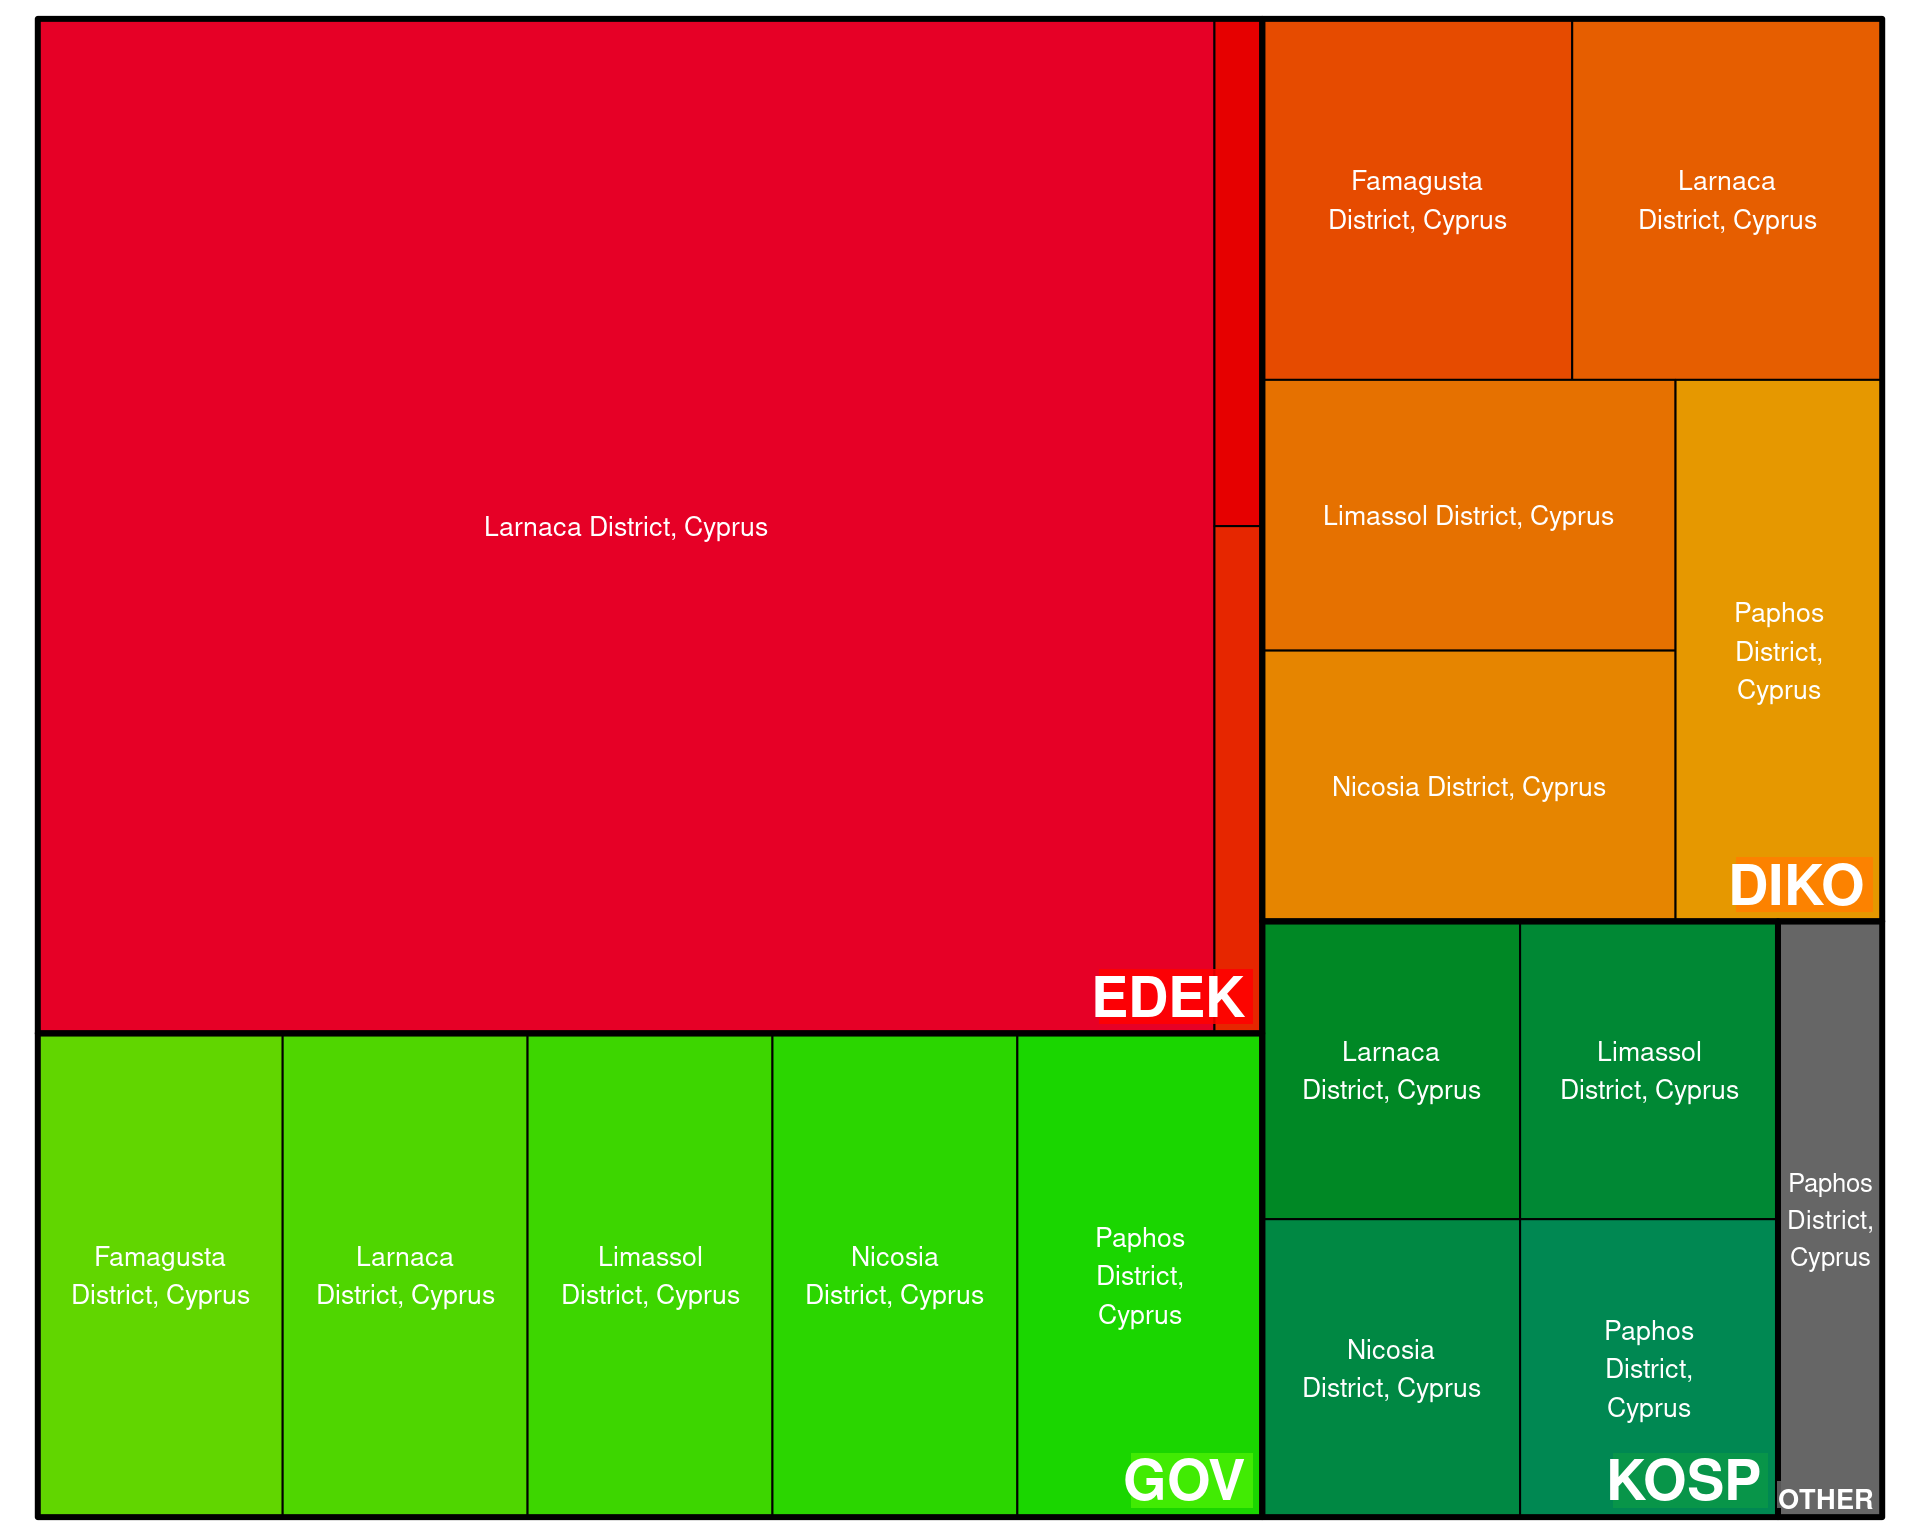 Larnaca District, Cyprus
EDEK
Famagusta
District, Cyprus
Larnaca
District, Cyprus
Limassol District, Cyprus
Nicosia District, Cyprus
Paphos
District,
Cyprus
DIKO
Famagusta
District, Cyprus
Larnaca
District, Cyprus
Limassol
District, Cyprus
Nicosia
District, Cyprus
Paphos
District,
Cyprus
GOV
Larnaca
District, Cyprus
Limassol
District, Cyprus
Nicosia
District, Cyprus
Paphos
District,
Cyprus
KOSP
Paphos
District,
Cyprus
OTHER